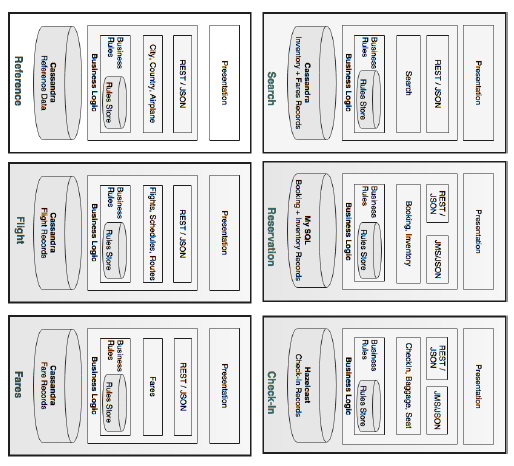 Presentation
REST / JSON
Search
Business
Rules
Rules Store
Business Logic
Cassandra
Inventory + Fares Records
Search
Presentation
REST /
JSON
JMS/JSON
Booking, Inventory
Business
Rules
Rules Store
Business Logic
My SQL
Booking + Inventory Records
Reservation
Presentation
REST /
JSON
JMS/JSON
Checkin, Baggage, Seat
Business
Rules
Rules Store
Business Logic
Hazelcast
Check-In Records
Check-In
Presentation
REST / JSON
City, Country, Airplane
Business
Rules
Rules Store
Business Logic
Cassandra
Reference Data
Reference
Presentation
REST / JSON
Flights, Schedules, Routes
Business
Rules
Rules Store
Business Logic
Cassandra
Flight Records
Flight
Presentation
REST / JSON
Fares
Business
Rules
Rules Store
Business Logic
Cassandra
Fare Records
Fares